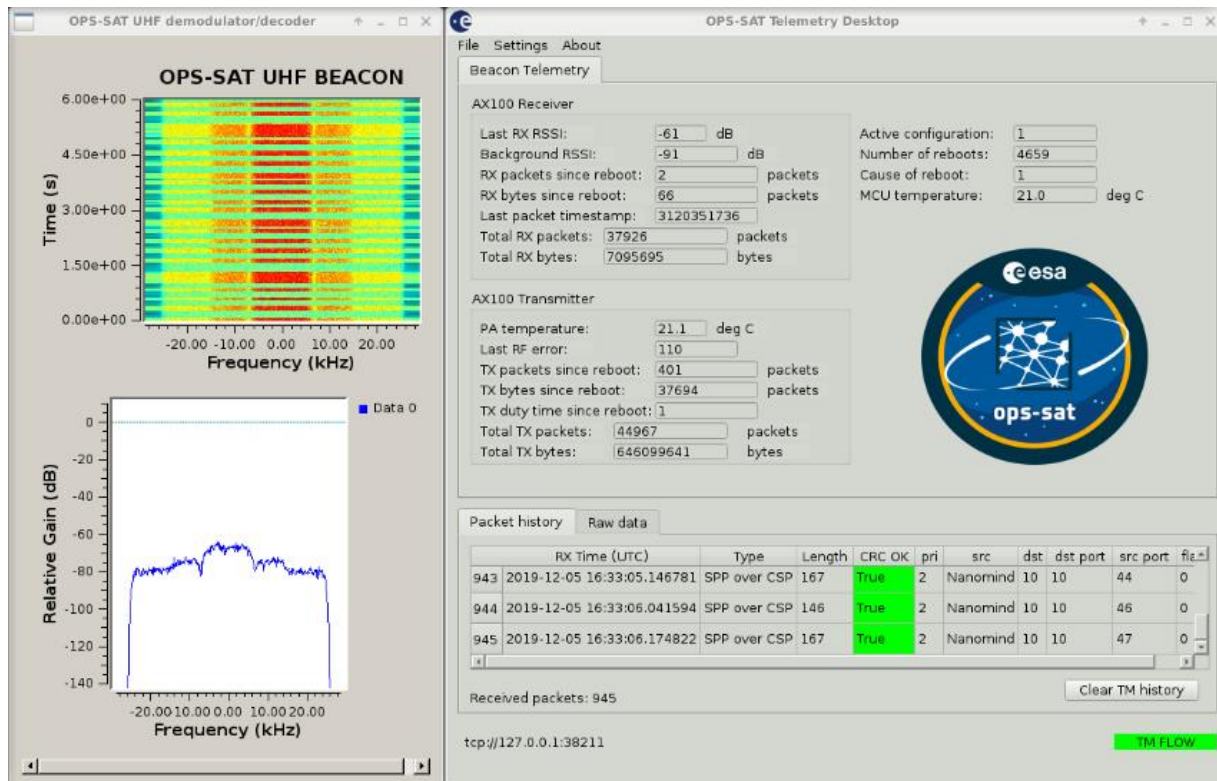 OPS-SAT UHF demodulator/decoder
OPS-SAT UHF BEACON
6.00e+00
4.50e+00
3.00e+00
1.50e+00
0.00e+00
Time (s)
-20.00 -10.00 0.00 10.00 20.00
Frequency (kHz)
Data 0
0
-20
-40
-60
-80
-100
-120
-140
Relative Gain (dB)
-20.00 10.00 0.00 10.00 20.00
Frequency (kHz)
OPS-SAT Telemetry Desktop
File Settings About
Beacon Telemetry
AX100 Receiver
Last RX RSSI: -61 dB
Background RSSI: -91 dB
RX packets since reboot: 2 packets
RX bytes since reboot: 66 packets
Last packet timestamp: 3120351736
Total RX packets: 37926 packets
Total RX bytes: 7095695 bytes
Active configuration: 1
Number of reboots: 4659
Cause of reboot: 1
MCU temperature: 21.0 deg C
AX100 Transmitter
PA temperature: 21.1 deg C
Last RF error: 110
TX packets since reboot: 401 packets
TX bytes since reboot: 37694 packets
TX duty time since reboot: 1
Total TX packets: 44967 packets
Total TX bytes: 646099641 bytes
esa
ops-sat
Packet history Raw data
RX Time (UTC) Type Length CRC OK pri src dst dst port src port
943 2019-12-05 16:33:05.146781 SPP over CSP 167 True 2 Nanomind 10 10 44 0
944 2019-12-05 16:33:06.041594 SPP over CSP 146 True 2 Nanomind 10 10 46 0
945 2019-12-05 16:33:06.174822 SPP over CSP 167 True 2 Nanomind 10 10 47 0
Received packets: 945
Clear TM history
tcp://127.0.0.1:38211
TM FLOW